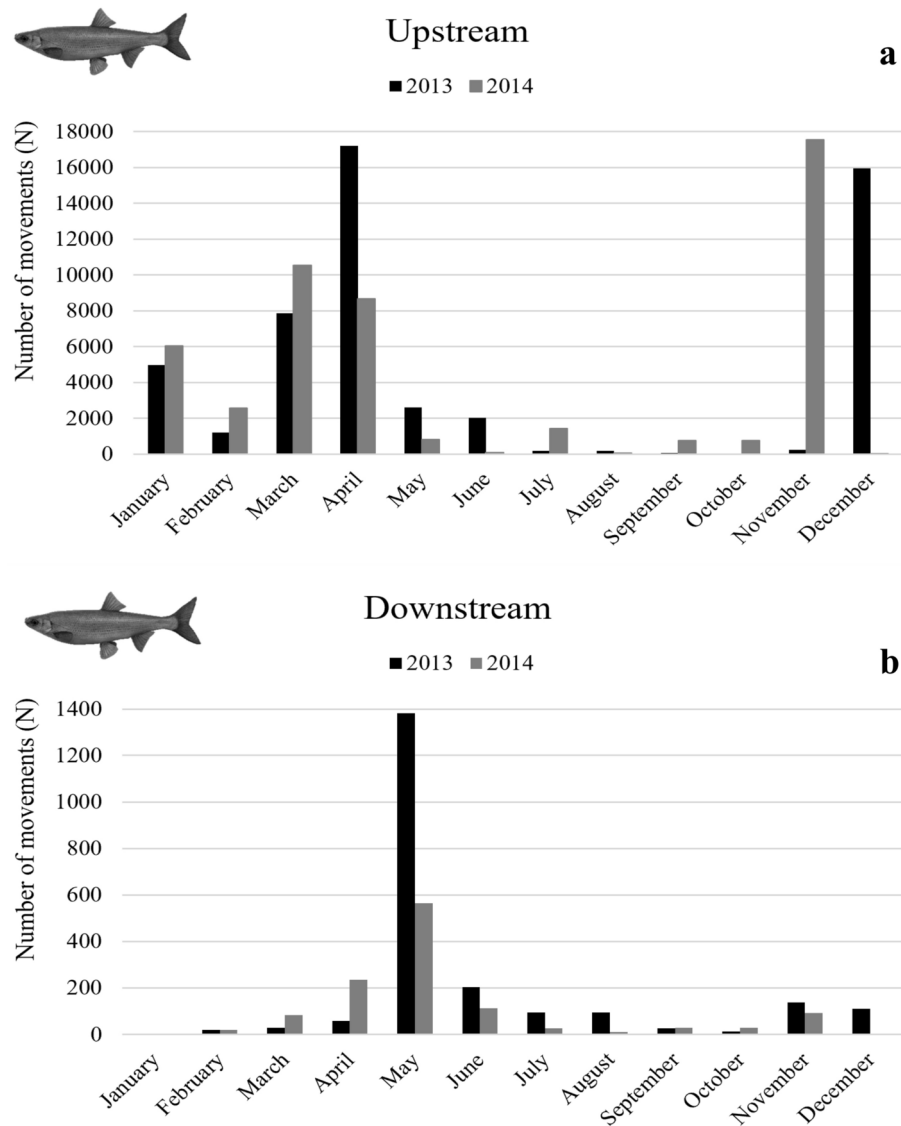 Upstream
a
2013 2014
Number of movements (N)
18000
16000
14000
12000
10000
8000
6000
4000
2000
0
January February March April May June July August September October November December
Downstream
b
2013 2014
Number of movements (N)
1400
1200
1000
800
600
400
200
0
January February March April May June July August September October November December